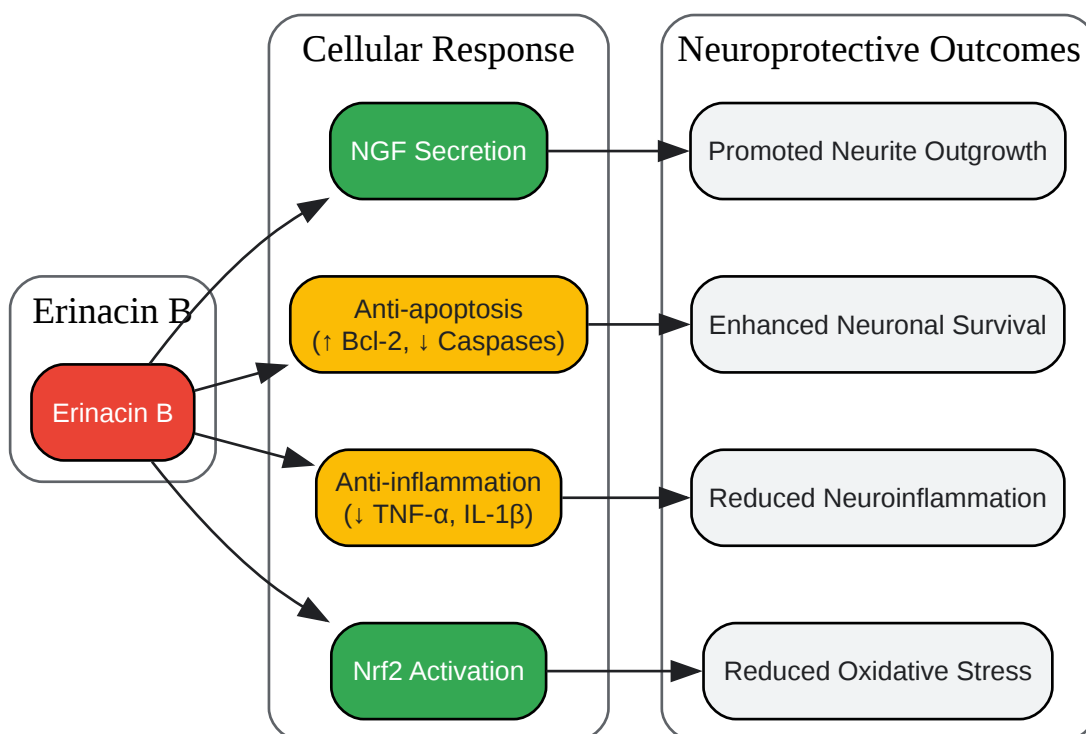 Cellular Response
Neuroprotective Outcomes
NGF Secretion
Promoted Neurite Outgrowth
Erinacin B
Erinacin B
Anti-apoptosis
(↑ Bcl-2, ↓ Caspases)
Enhanced Neuronal Survival
Anti-inflammation
(↓ TNF-α, IL-1β)
Reduced Neuroinflammation
Nrf2 Activation
Reduced Oxidative Stress